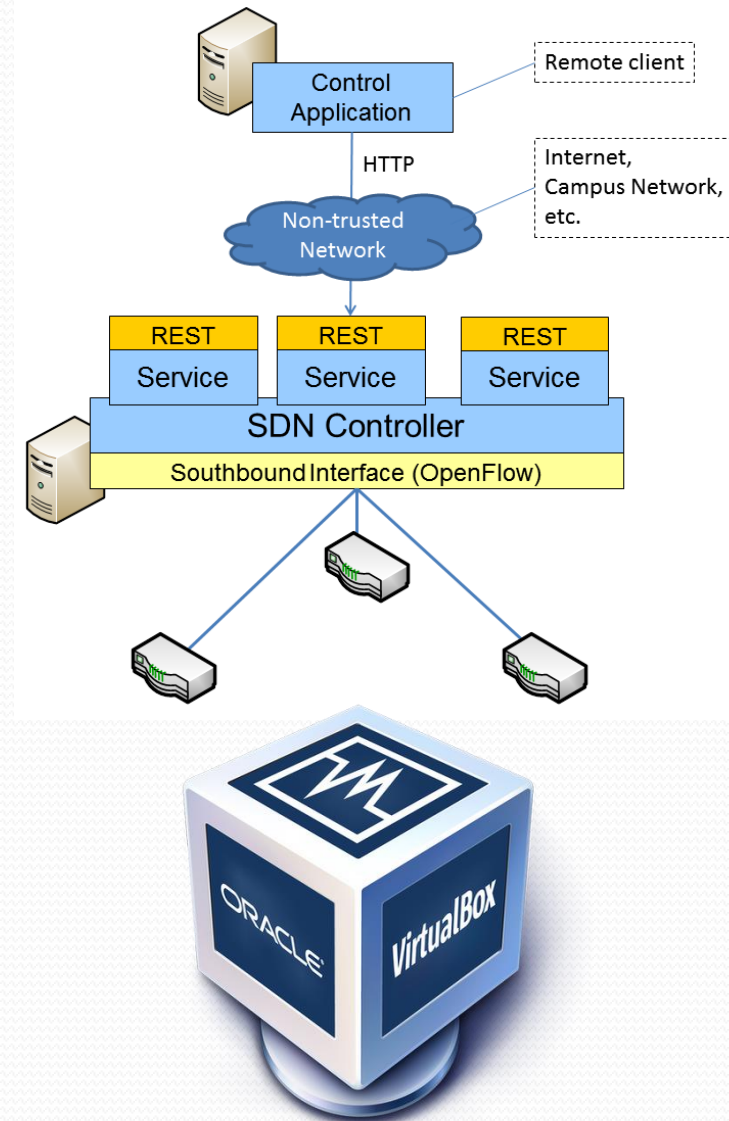 Control
Application
Remote client
HTTP
Internet,
Campus Network,
etc.
Non-trusted
Network
REST
REST
REST
Service
Service
Service
SDN Controller
Southbound Interface (OpenFlow)
ORACLE
VirtualBox